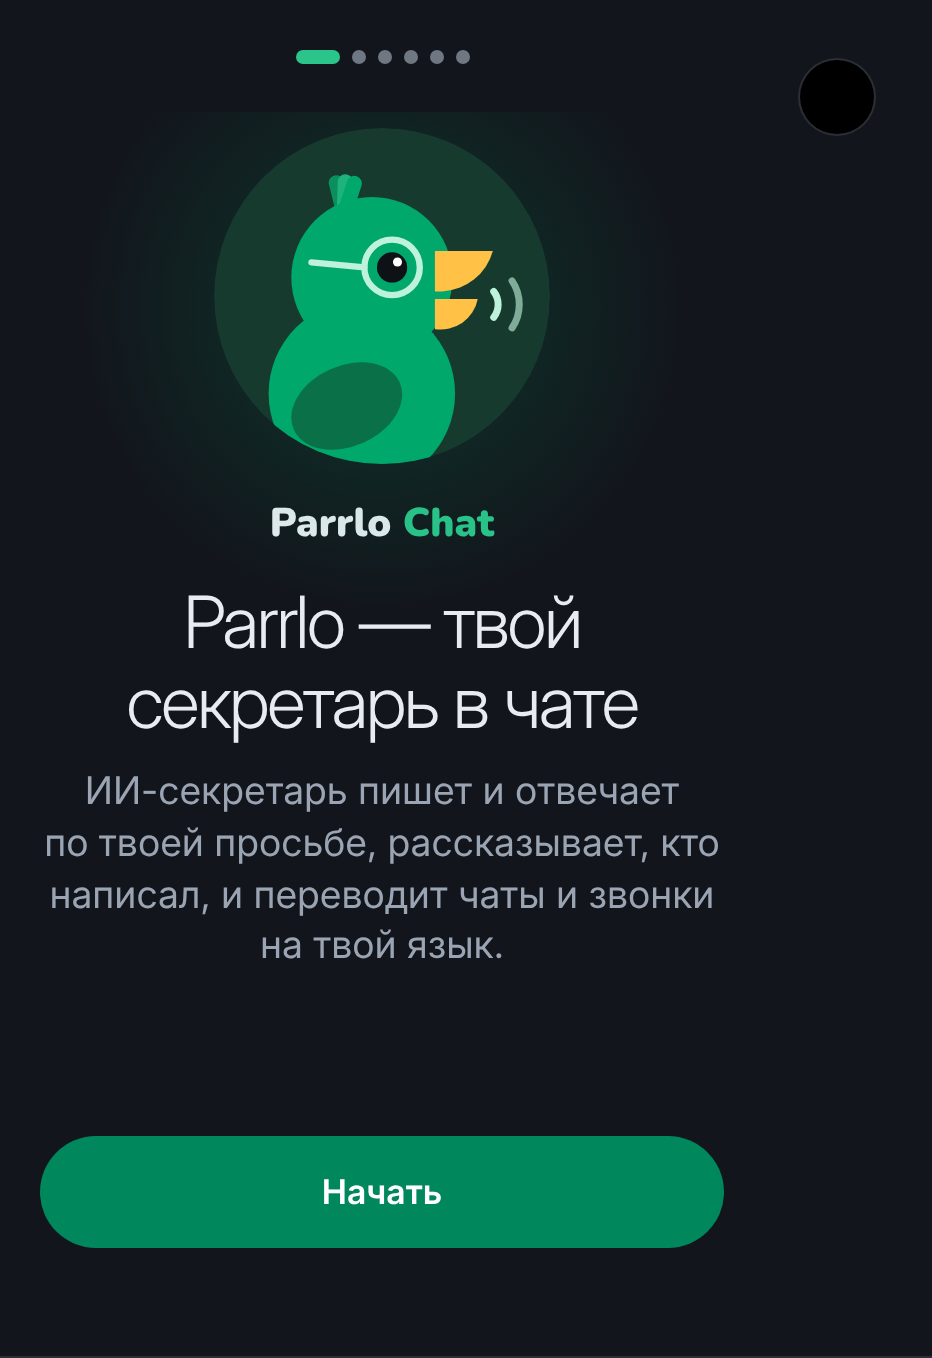 Parrlo Chat
Parrlo — твой
секретарь в чате
ИИ-секретарь пишет и отвечает
по твоей просьбе, рассказывает, кто
написал, и переводит чаты и звонки
на твой язык.
Начать